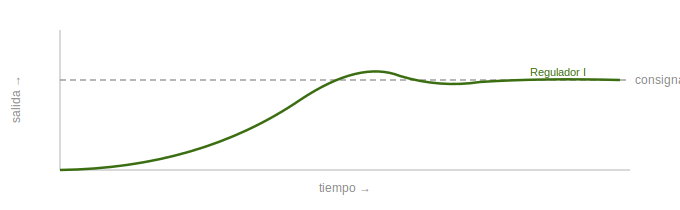 Regulador I
consigna
salida →
tiempo →